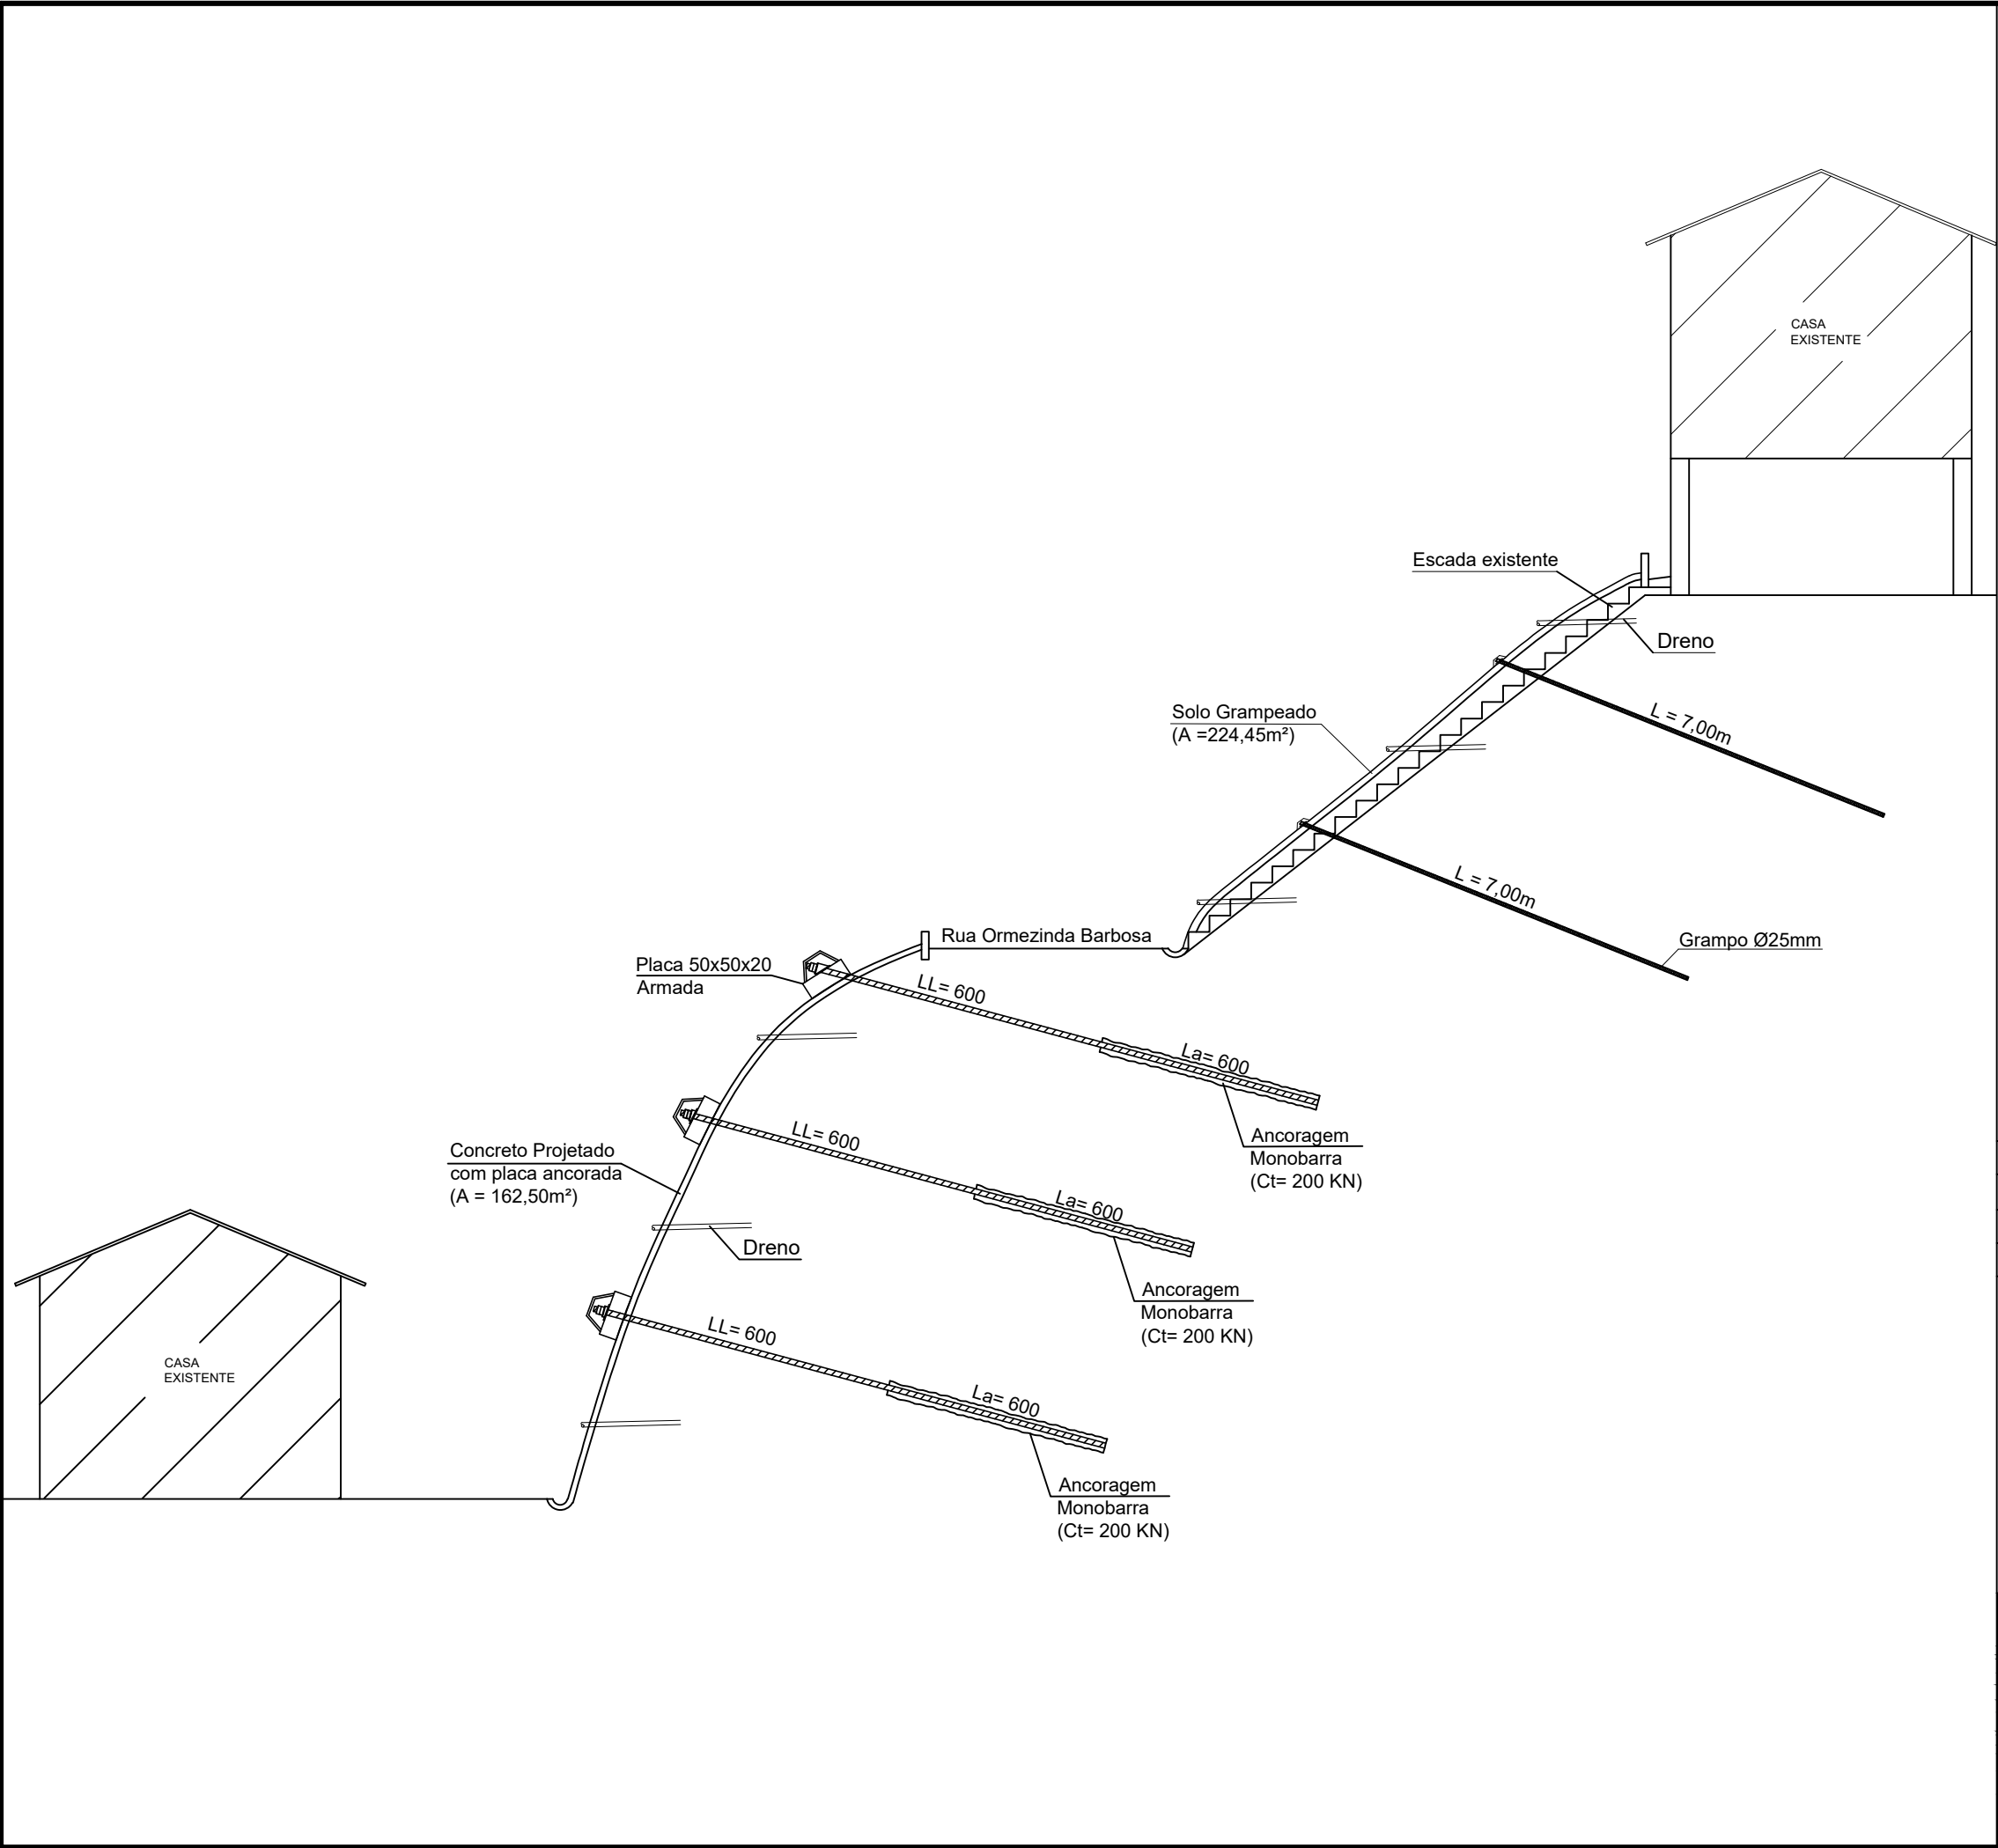 CASA
EXISTENTE
Escada existente
Dreno
Solo Grampeado
(A =224,45m²)
L = 7,00m
L = 7,00m
Grampo Ø25mm
Rua Ormezinda Barbosa
Placa 50x50x20
Armada
LL= 600
La= 600
Ancoragem
Monobarra
(Ct= 200 KN)
LL= 600
La= 600
Concreto Projetado
com placa ancorada
(A = 162,50m²)
Dreno
Ancoragem
Monobarra
(Ct= 200 KN)
LL= 600
La= 600
CASA
EXISTENTE
Ancoragem
Monobarra
(Ct= 200 KN)